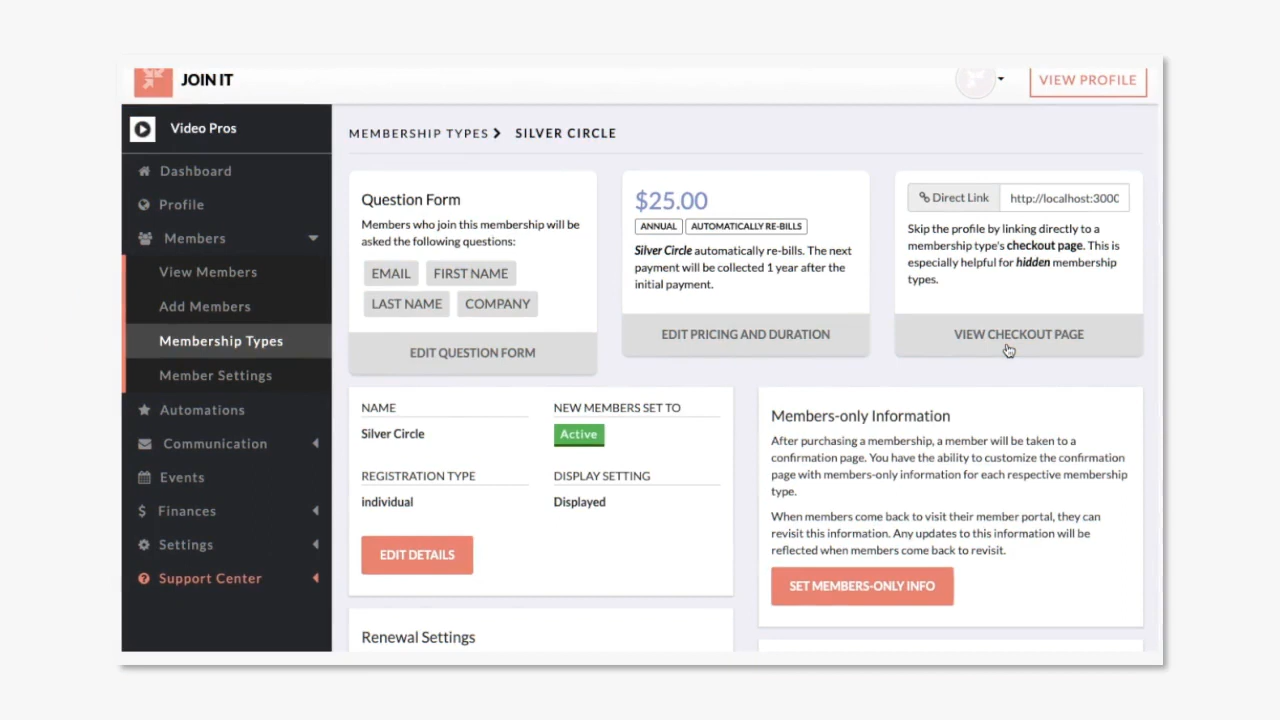 JOIN IT
VIEW PROFILE
Video Pros
Dashboard
Profile
Members
View Members
Add Members
Membership Types
Member Settings
Automations
Communication
Events
Finances
Settings
Support Center
MEMBERSHIP TYPES > SILVER CIRCLE
Question Form
Members who join this membership will be
asked the following questions:
EMAIL FIRST NAME
LAST NAME COMPANY
EDIT QUESTION FORM
$25.00
ANNUAL AUTOMATICALLY RE-BILLS
Silver Circle automatically re-bills. The next
payment will be collected 1 year after the
initial payment.
EDIT PRICING AND DURATION
Direct Link http://localhost:3000
Skip the profile by linking directly to a
membership type's checkout page. This is
especially helpful for hidden membership
types.
VIEW CHECKOUT PAGE
NAME
Silver Circle
NEW MEMBERS SET TO
Active
REGISTRATION TYPE
individual
DISPLAY SETTING
Displayed
EDIT DETAILS
Members-only Information
After purchasing a membership, a member will be taken to a
confirmation page. You have the ability to customize the confirmation
page with members-only information for each respective membership
type.
When members come back to visit their member portal, they can
revisit this information. Any updates to this information will be
reflected when members come back to revisit.
SET MEMBERS-ONLY INFO
Renewal Settings